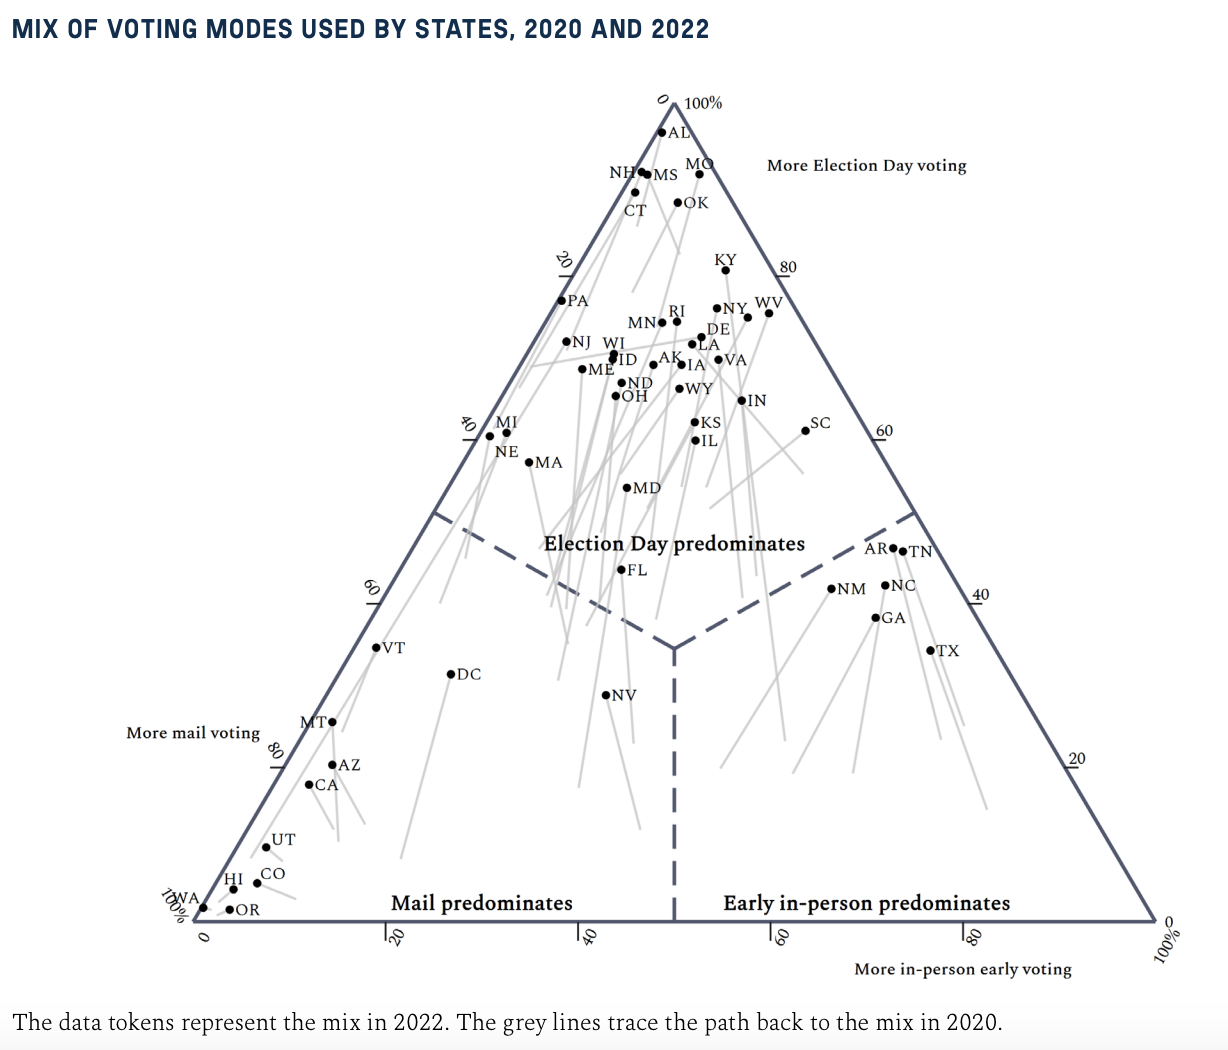 MIX OF VOTING MODES USED BY STATES, 2020 AND 2022
0 100%
AL
More Election Day voting
NH MS MO
CT OK
20 KY 80
PA NY WV
MN RI
DE
NJ WI LA
ID AK IA VA
ME
ND WY
OH IN
40 MI KS SC 60
NE IL
MA
MD
Election Day predominates
AR TN
FL
60 NM NC 40
GA
VT TX
DC
NV
MT
More mail voting
80 AZ 20
CA
UT
HI CO
WA
100% OR
Mail predominates Early in-person predominates
0
0 20 40 60 80 100%
More in-person early voting
The data tokens represent the mix in 2022. The grey lines trace the path back to the mix in 2020.